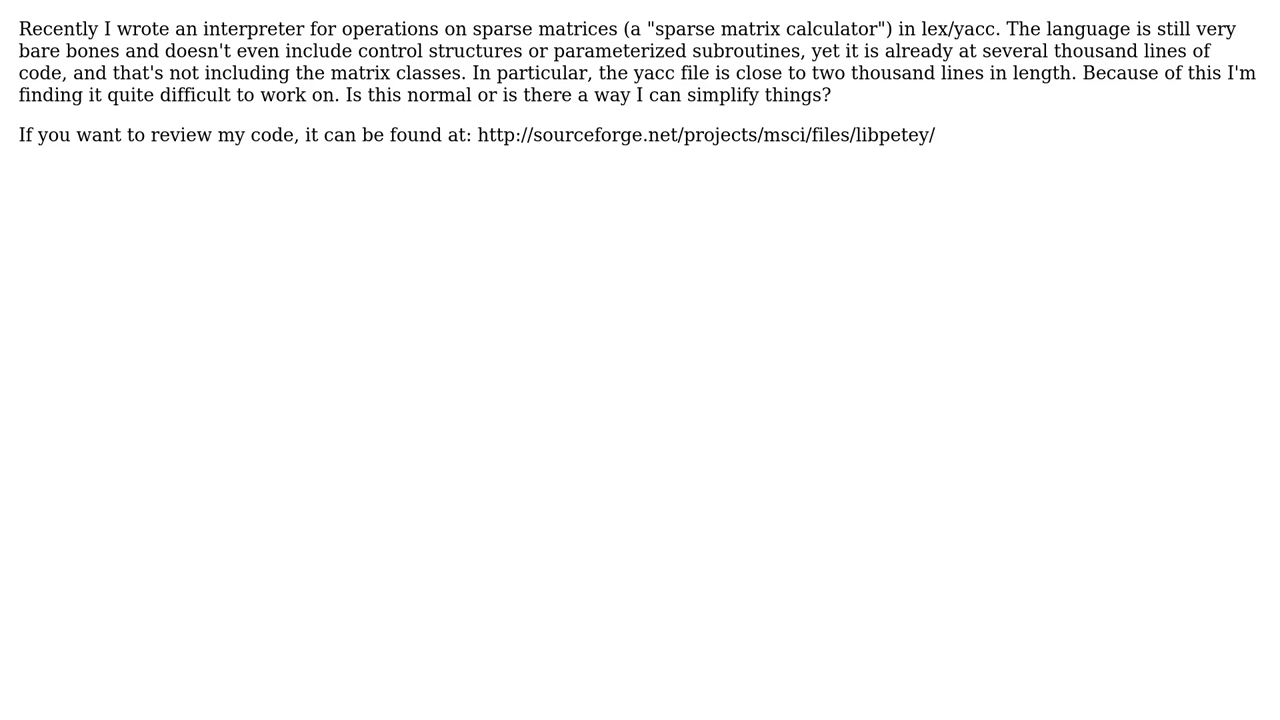 Recently I wrote an interpreter for operations on sparse matrices (a "sparse matrix calculator") in lex/yacc. The language is still very
bare bones and doesn't even include control structures or parameterized subroutines, yet it is already at several thousand lines of
code, and that's not including the matrix classes. In particular, the yacc file is close to two thousand lines in length. Because of this I'm
finding it quite difficult to work on. Is this normal or is there a way I can simplify things?
If you want to review my code, it can be found at: http://sourceforge.net/projects/msci/files/libpetey/